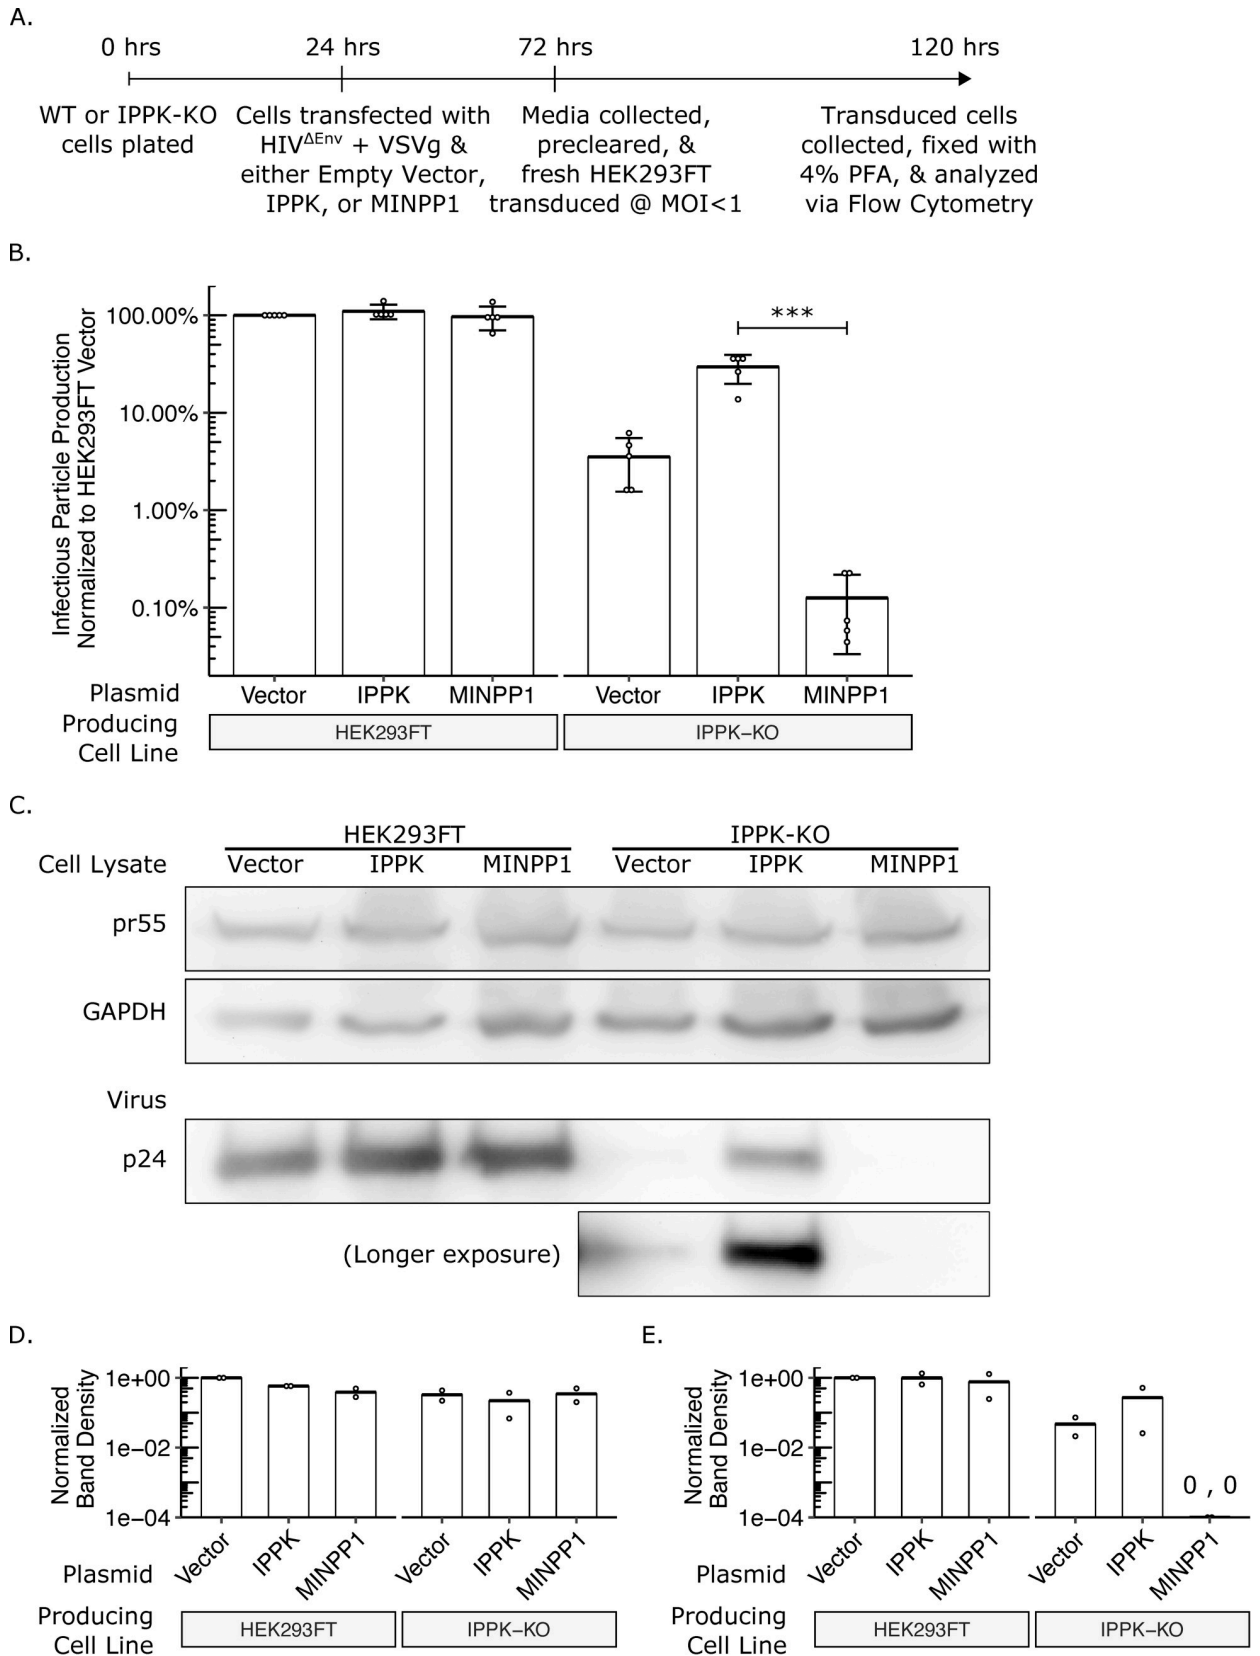 A.
0 hrs 24 hrs 72 hrs 120 hrs
WT or IPPK-KO
cells plated
Cells transfected with
HIVΔEnv + VSVg &
either Empty Vector,
IPPK, or MINPP1
Media collected,
precleared, &
fresh HEK293FT
transduced @ MOI<1
Transduced cells
collected, fixed with
4% PFA, & analyzed
via Flow Cytometry
B.
Infectious Particle Production
Normalized to HEK293FT Vector
100.00%
10.00%
1.00%
0.10%
***
Plasmid Vector IPPK MINPP1 Vector IPPK MINPP1
Producing
Cell Line
HEK293FT IPPK−KO
C.
HEK293FT IPPK-KO
Cell Lysate Vector IPPK MINPP1 Vector IPPK MINPP1
pr55
GAPDH
Virus
p24
(Longer exposure)
D.
Normalized
Band Density
1e+00
1e−02
1e−04
Vector IPPK MINPP1 Vector IPPK MINPP1
Plasmid
Producing
Cell Line
HEK293FT IPPK−KO
E.
Normalized
Band Density
1e+00
1e−02
1e−04
0 , 0
Vector IPPK MINPP1 Vector IPPK MINPP1
Plasmid
Producing
Cell Line
HEK293FT IPPK−KO